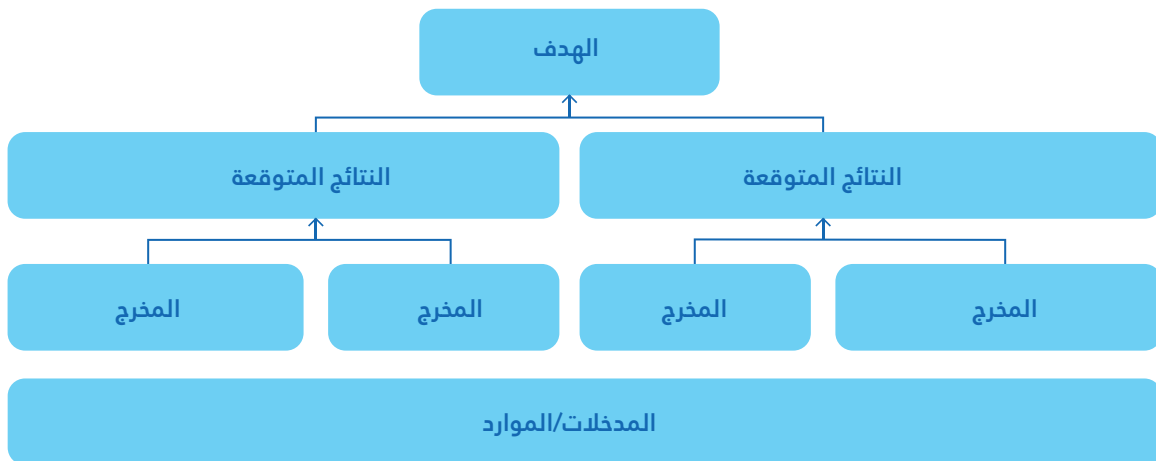 الهدف
النتائج المتوقعة
النتائج المتوقعة
المخرج
المخرج
المخرج
المخرج
المدخلات/الموارد